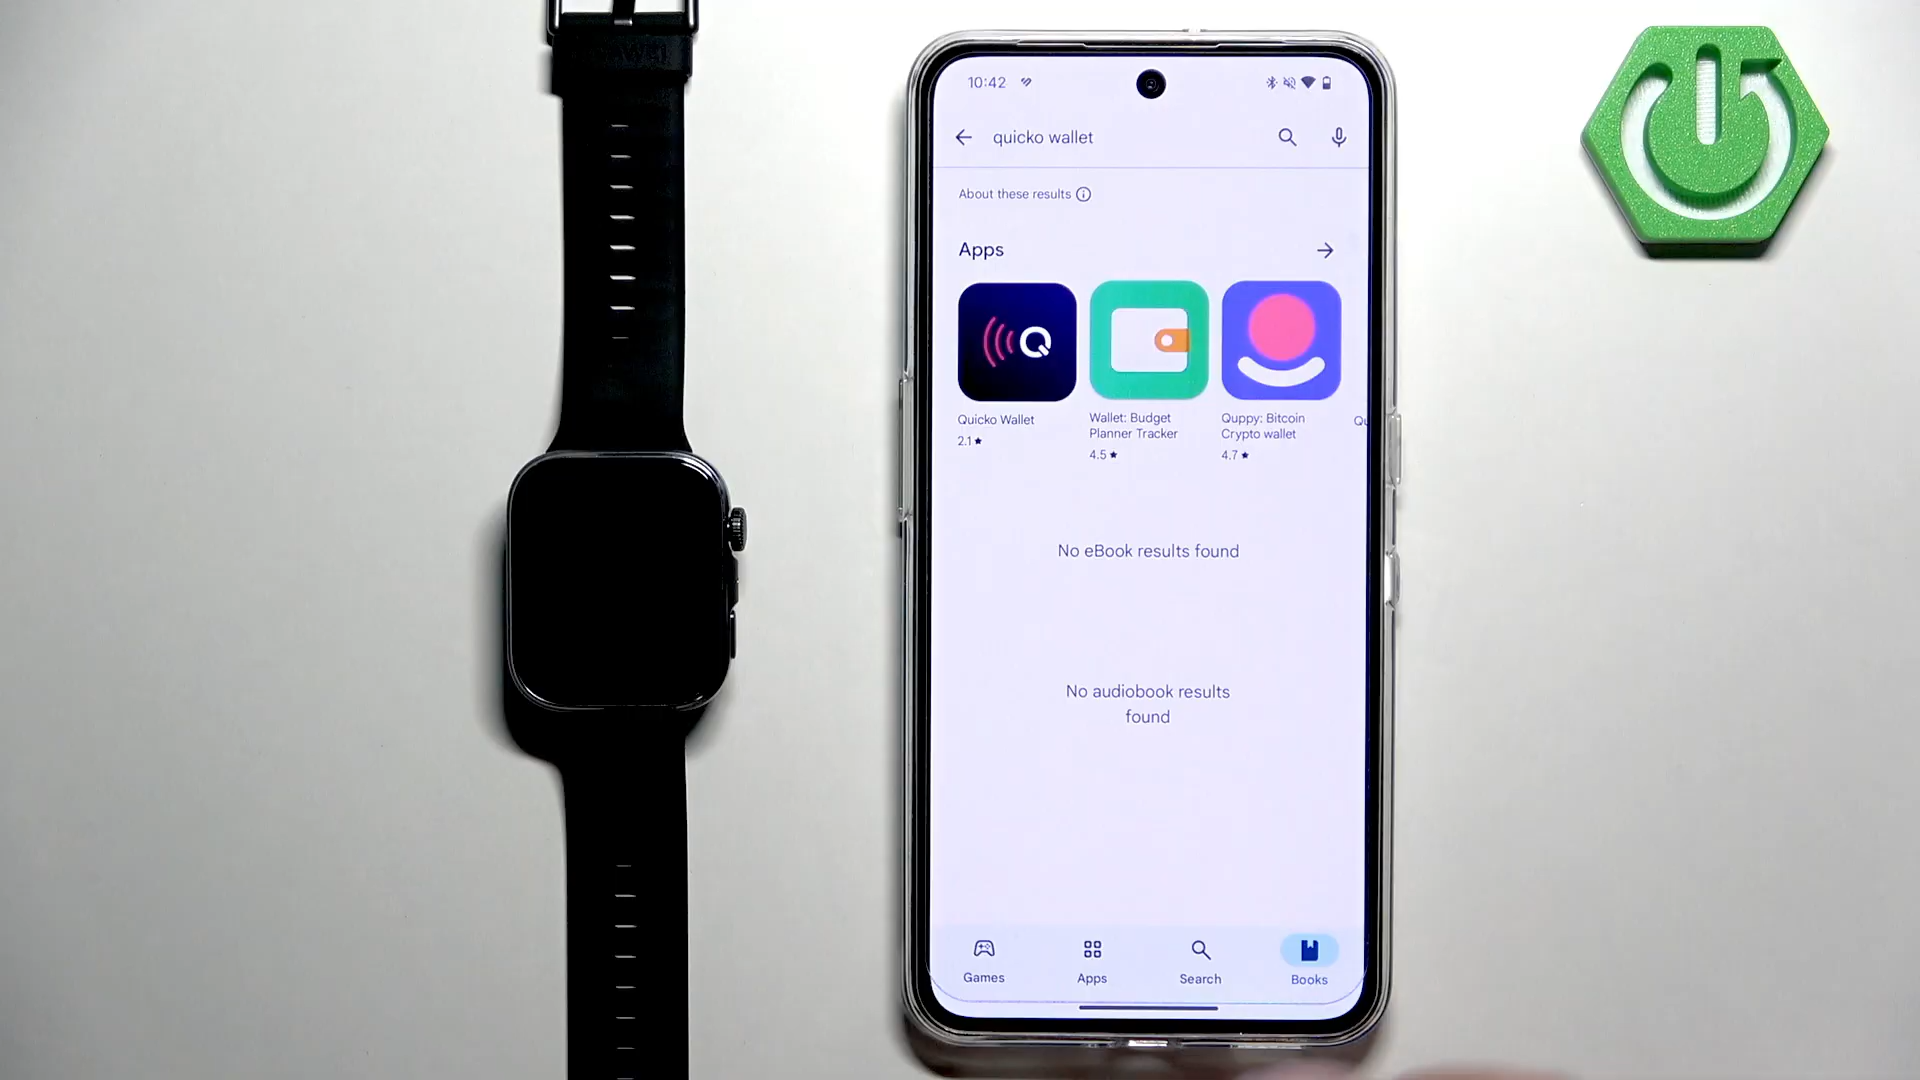 10:42
quicko wallet
About these results
Apps
Quicko Wallet
2.1★
Wallet: Budget
Planner Tracker
4.5★
Quppy: Bitcoin
Crypto wallet
4.7★
Qu
No eBook results found
No audiobook results
found
Games
Apps
Search
Books